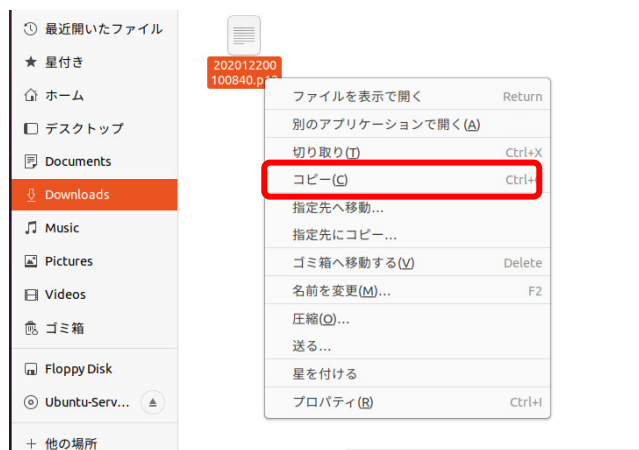 最近開いたファイル
星付き
ホーム
デスクトップ
Documents
Downloads
Music
Pictures
Videos
ゴミ箱
Floppy Disk
Ubuntu-Serv...
他の場所
202012200
100840.p12
ファイルを表示で開く Return
別のアプリケーションで開く(A)
切り取り(T) Ctrl+X
コピー(C) Ctrl+
指定先へ移動...
指定先にコピー...
ゴミ箱へ移動する(V) Delete
名前を変更(M)... F2
圧縮(O)...
送る...
星を付ける
プロパティ(R) Ctrl+I